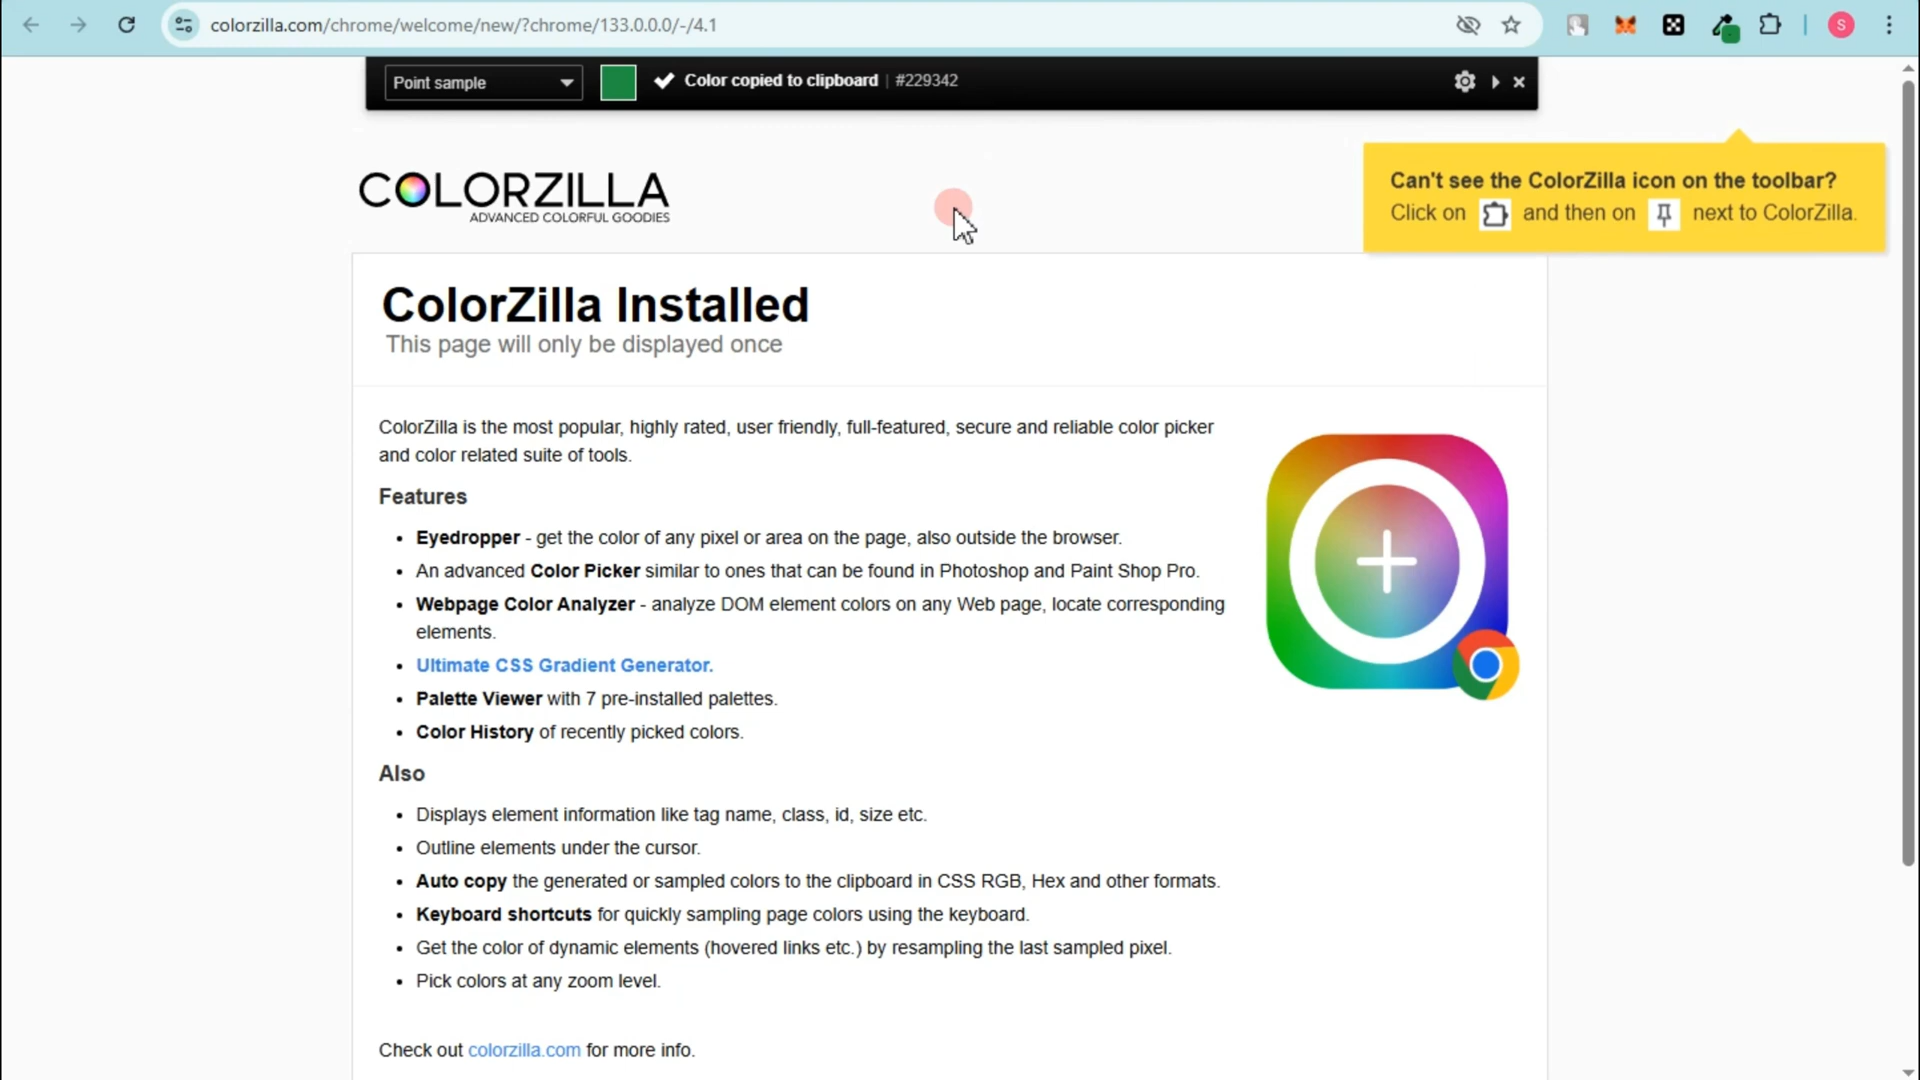 colorzilla.com/chrome/welcome/new/?chrome/133.0.0.0/-/4.1
S
Point sample
Color copied to clipboard | #229342
COLORZILLA
ADVANCED COLORFUL GOODIES
Can't see the ColorZilla icon on the toolbar?
Click on and then on next to ColorZilla.
ColorZilla Installed
This page will only be displayed once
ColorZilla is the most popular, highly rated, user friendly, full-featured, secure and reliable color picker
and color related suite of tools.
Features
• Eyedropper - get the color of any pixel or area on the page, also outside the browser.
• An advanced Color Picker similar to ones that can be found in Photoshop and Paint Shop Pro.
• Webpage Color Analyzer - analyze DOM element colors on any Web page, locate corresponding
elements.
• Ultimate CSS Gradient Generator.
• Palette Viewer with 7 pre-installed palettes.
• Color History of recently picked colors.
Also
• Displays element information like tag name, class, id, size etc.
• Outline elements under the cursor.
• Auto copy the generated or sampled colors to the clipboard in CSS RGB, Hex and other formats.
• Keyboard shortcuts for quickly sampling page colors using the keyboard.
• Get the color of dynamic elements (hovered links etc.) by resampling the last sampled pixel.
• Pick colors at any zoom level.
Check out colorzilla.com for more info.